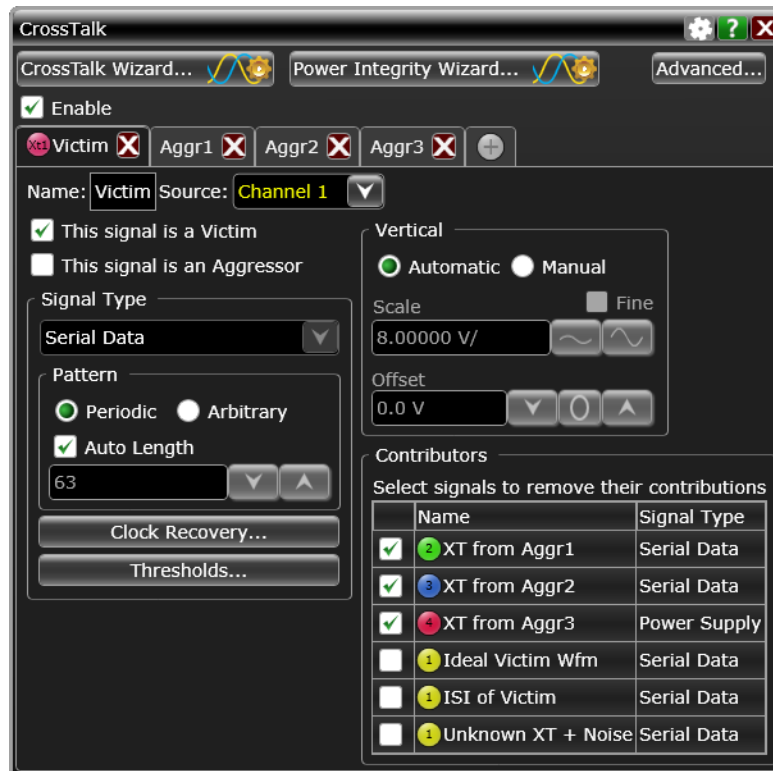 CrossTalk
?
CrossTalk Wizard... Power Integrity Wizard... Advanced...
Enable
Xt1 Victim Aggr1 Aggr2 Aggr3
Name: Victim Source: Channel 1
This signal is a Victim
This signal is an Aggressor
Signal Type
Serial Data
Pattern
Periodic Arbitrary
Auto Length
63
Clock Recovery...
Thresholds...
Vertical
Automatic Manual
Scale Fine
8.00000 V/
Offset
0.0 V
Contributors
Select signals to remove their contributions
Name Signal Type
2 XT from Aggr1 Serial Data
3 XT from Aggr2 Serial Data
4 XT from Aggr3 Power Supply
1 Ideal Victim Wfm Serial Data
1 ISI of Victim Serial Data
1 Unknown XT + Noise Serial Data